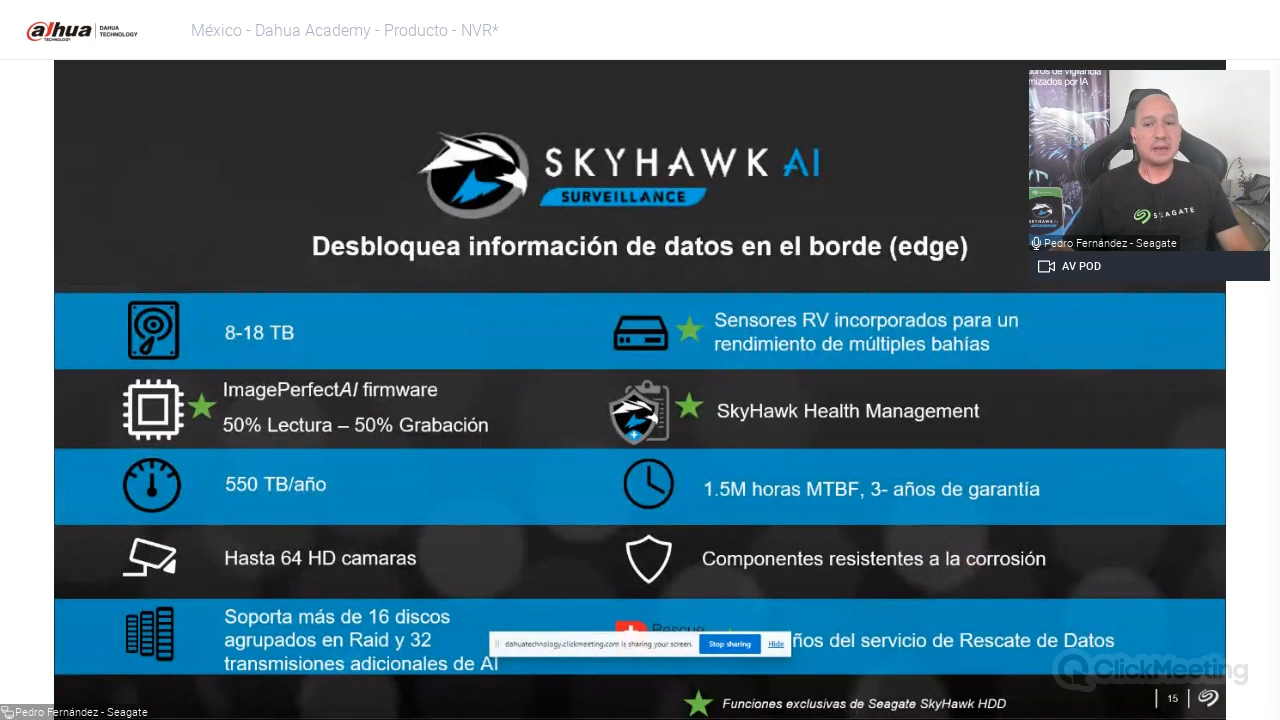 alhua
TECHNOLOGY
DAHUA
TECHNOLOGY
México - Dahua Academy - Producto - NVR*
mizados por IA
SEAGATE
Pedro Fernández - Seagate
AV POD
SKYHAWK AI
SURVEILLANCE
Desbloquea información de datos en el borde (edge)
8-18 TB
Sensores RV incorporados para un
rendimiento de múltiples bahías
ImagePerfectAI firmware
50% Lectura – 50% Grabación
SkyHawk Health Management
550 TB/año
1.5M horas MTBF, 3- años de garantía
Hasta 64 HD camaras
Componentes resistentes a la corrosión
Soporta más de 16 discos
agrupados en Raid y 32
transmisiones adicionales de AI
Rescue
ños del servicio de Rescate de Datos
dahuatechnology.clickmeeting.com is sharing your screen.
Stop sharing
Hide
ClickMeeting
Funciones exclusivas de Seagate SkyHawk HDD
15
Pedro Fernández - Seagate